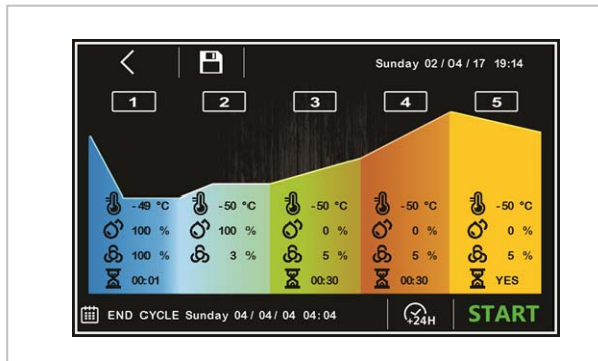 Sunday 02 / 04 / 17 19:14
1 2 3 4 5
-49 °C -50 °C -50 °C -50 °C -50 °C
100 % 100 % 0 % 0 % 0 %
100 % 3 % 5 % 5 % 5 %
00:01 00:30 00:30 YES
END CYCLE Sunday 04 / 04 / 04 04:04 +24H START